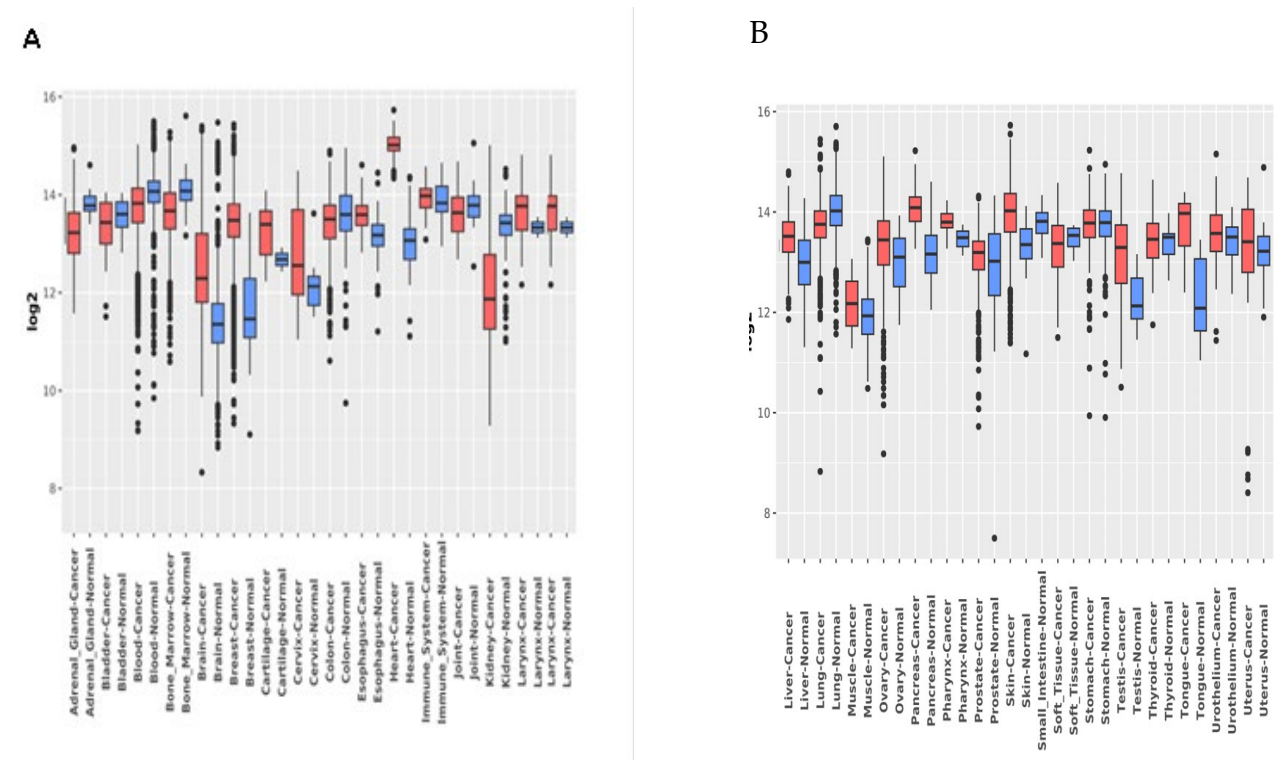 A
16
14
12
10
8
log2
Adrenal_Gland-Cancer
Adrenal_Gland-Normal
Bladder-Cancer
Bladder-Normal
Blood-Cancer
Blood-Normal
Bone_Marrow-Cancer
Bone_Marrow-Normal
Brain-Cancer
Brain-Normal
Breast-Cancer
Breast-Normal
Cartilage-Cancer
Cartilage-Normal
Cervix-Cancer
Cervix-Normal
Colon-Cancer
Colon-Normal
Esophagus-Cancer
Esophagus-Normal
Heart-Cancer
Heart-Normal
Immune_System-Cancer
Immune_System-Normal
Joint-Cancer
Joint-Normal
Kidney-Cancer
Kidney-Normal
Larynx-Cancer
Larynx-Normal
Larynx-Cancer
Larynx-Normal
B
16
14
12
10
8
Liver-Cancer
Liver-Normal
Lung-Cancer
Lung-Normal
Muscle-Cancer
Muscle-Normal
Ovary-Cancer
Ovary-Normal
Pancreas-Cancer
Pancreas-Normal
Pharynx-Cancer
Pharynx-Normal
Prostate-Cancer
Prostate-Normal
Skin-Cancer
Skin-Normal
Small_Intestine-Normal
Soft_Tissue-Cancer
Soft_Tissue-Normal
Stomach-Cancer
Stomach-Normal
Testis-Cancer
Testis-Normal
Thyroid-Cancer
Thyroid-Normal
Tongue-Cancer
Tongue-Normal
Urothelium-Cancer
Urothelium-Normal
Uterus-Cancer
Uterus-Normal